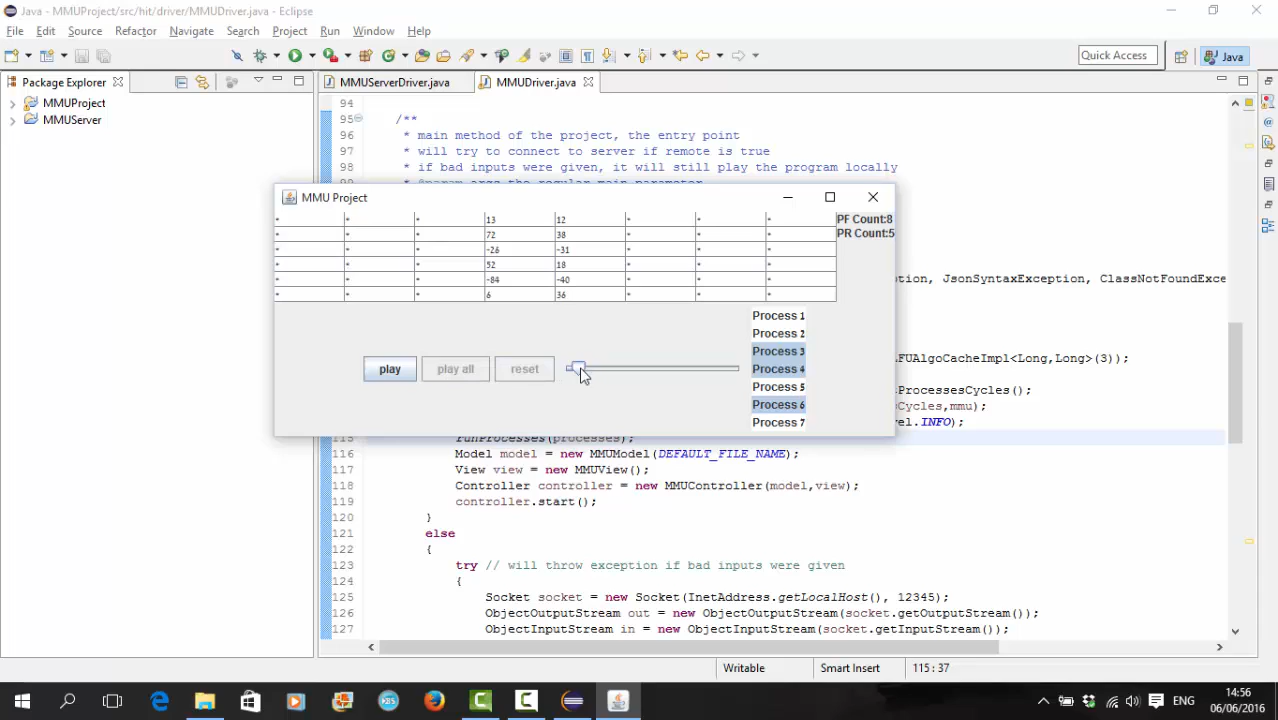 Java - MMUProject/src/hit/driver/MMUDriver.java - Eclipse
File Edit Source Refactor Navigate Search Project Run Window Help
Quick Access Java
Package Explorer
MMUServerDriver.java MMUDriver.java
MMUProject
MMUServer
94
95 /**
96 * main method of the project, the entry point
97 * will try to connect to server if remote is true
98 * if bad inputs were given, it will still play the program locally
MMU Project
* * * 13 12 * * * PF Count:8
* * * 72 38 * * * PR Count:5
* * * -26 -31 * * *
* * * 52 18 * * *
* * * -84 -40 * * *
* * * 6 36 * * *
ption, JsonSyntaxException, ClassNotFoundExce
Process 1
Process 2
Process 3
Process 4
Process 5
Process 6
Process 7
play play all reset
FUAlgoCacheImpl<Long,Long>(3));
sProcessesCycles();
sCycles,mmu);
vel.INFO);
115 runProcesses(processes);
116 Model model = new MMUModel(DEFAULT_FILE_NAME);
117 View view = new MMUView();
118 Controller controller = new MMUController(model,view);
119 controller.start();
120 }
121 else
122 {
123 try // will throw exception if bad inputs were given
124 {
125 Socket socket = new Socket(InetAddress.getLocalHost(), 12345);
126 ObjectOutputStream out = new ObjectOutputStream(socket.getOutputStream());
127 ObjectInputStream in = new ObjectInputStream(socket.getInputStream());
Writable Smart Insert 115 : 37
ENG
14:56
06/06/2016